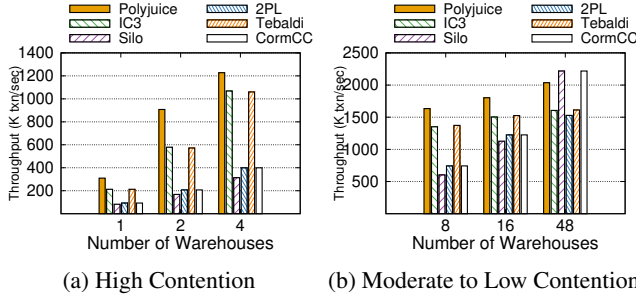 Polyjuice 2PL
IC3 Tebaldi
Silo CormCC
Throughput (K txn/sec)
1400
1200
1000
800
600
400
200
1 2 4
Number of Warehouses
(a) High Contention
Polyjuice 2PL
IC3 Tebaldi
Silo CormCC
Throughput (K txn/sec)
2500
2000
1500
1000
500
8 16 48
Number of Warehouses
(b) Moderate to Low Contention